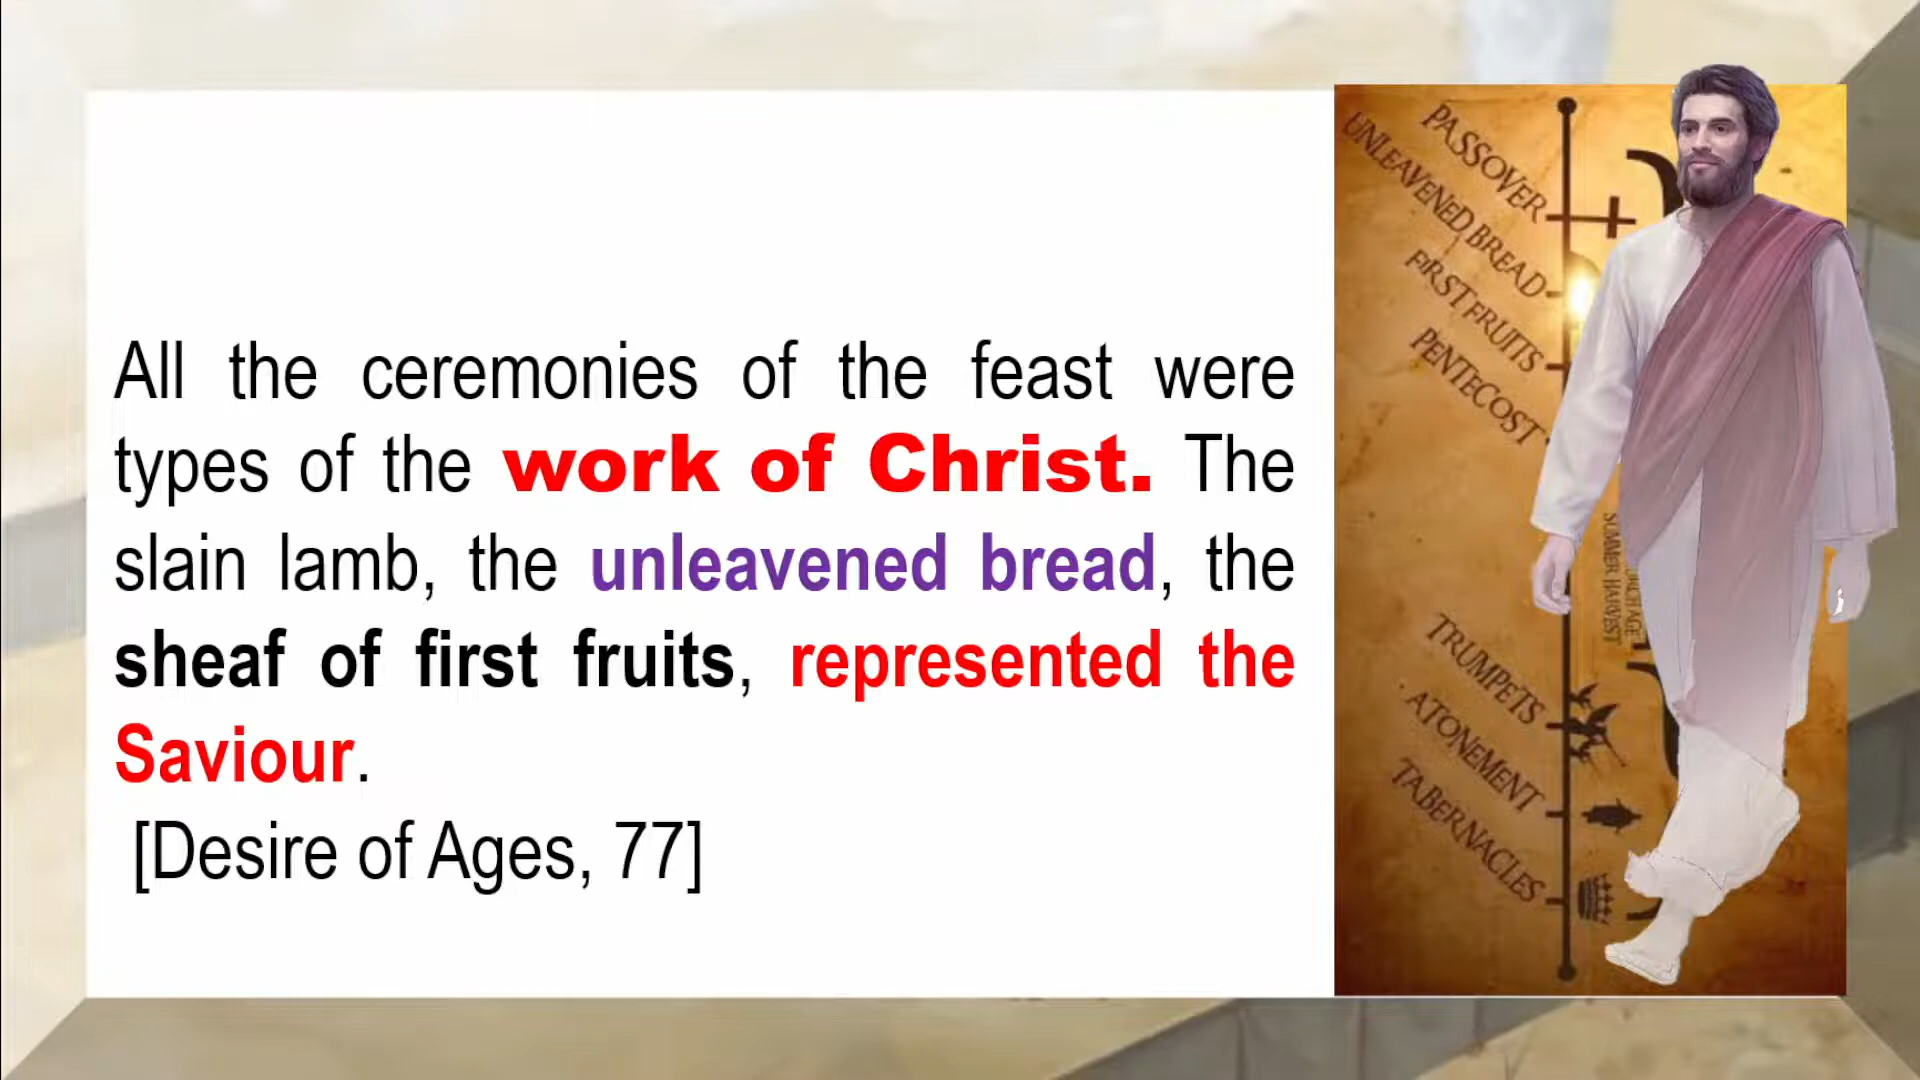 All the ceremonies of the feast were
types of the work of Christ. The
slain lamb, the unleavened bread, the
sheaf of first fruits, represented the
Saviour.
[Desire of Ages, 77]
PASSOVER
UNLEAVENED BREAD
FIRST FRUITS
PENTECOST
SUMMER HARVEST
TRUMPETS
ATONEMENT
TABERNACLES